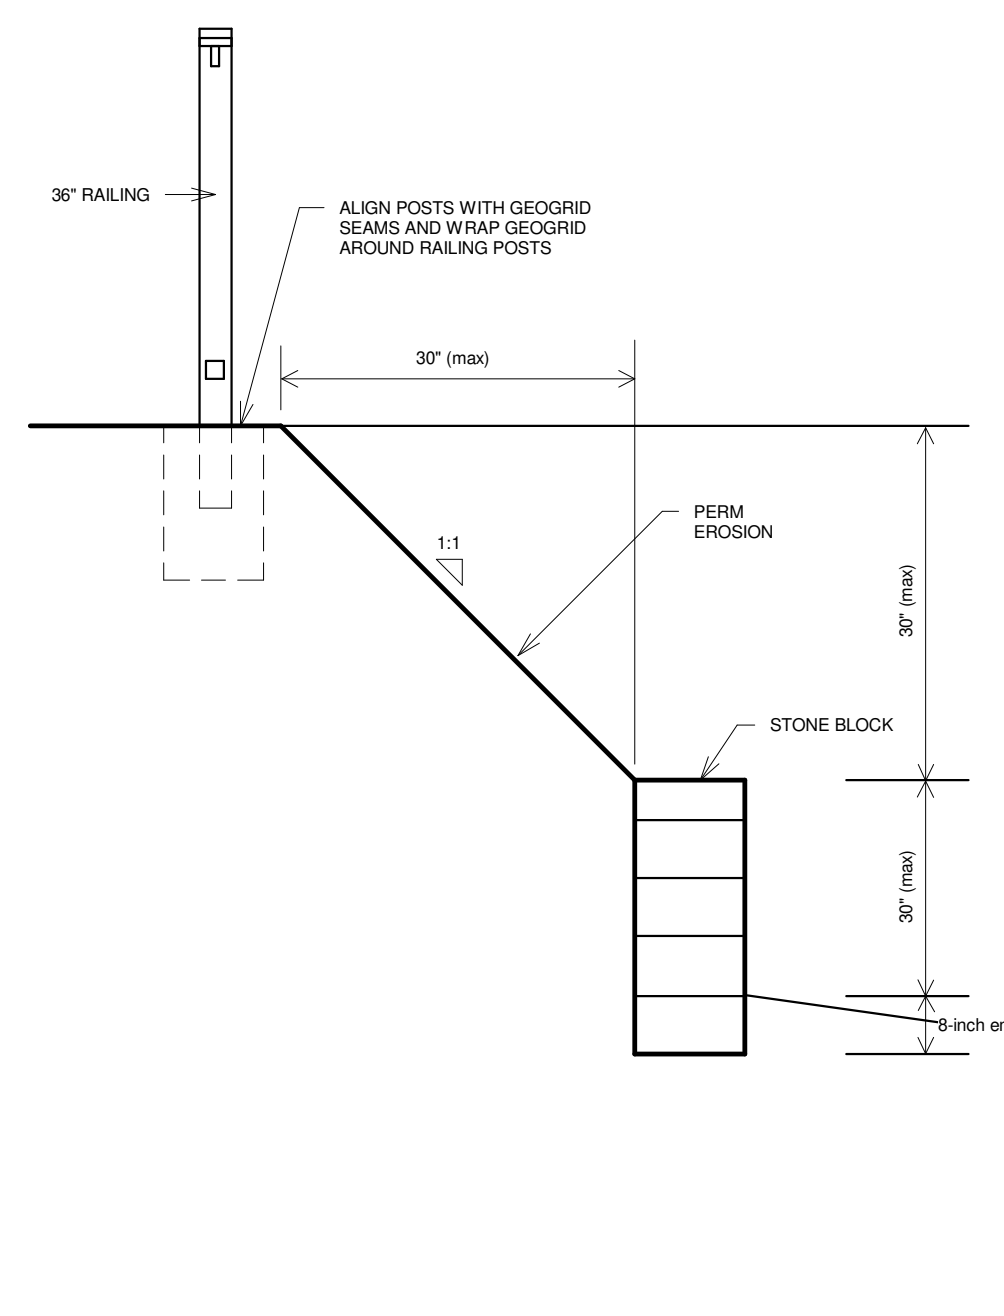 36" RAILING
ALIGN POSTS WITH GEOGRID
SEAMS AND WRAP GEOGRID
AROUND RAILING POSTS
30" (max)
1:1
PERM
EROSION
30" (max)
STONE BLOCK
30" (max)
8-inch